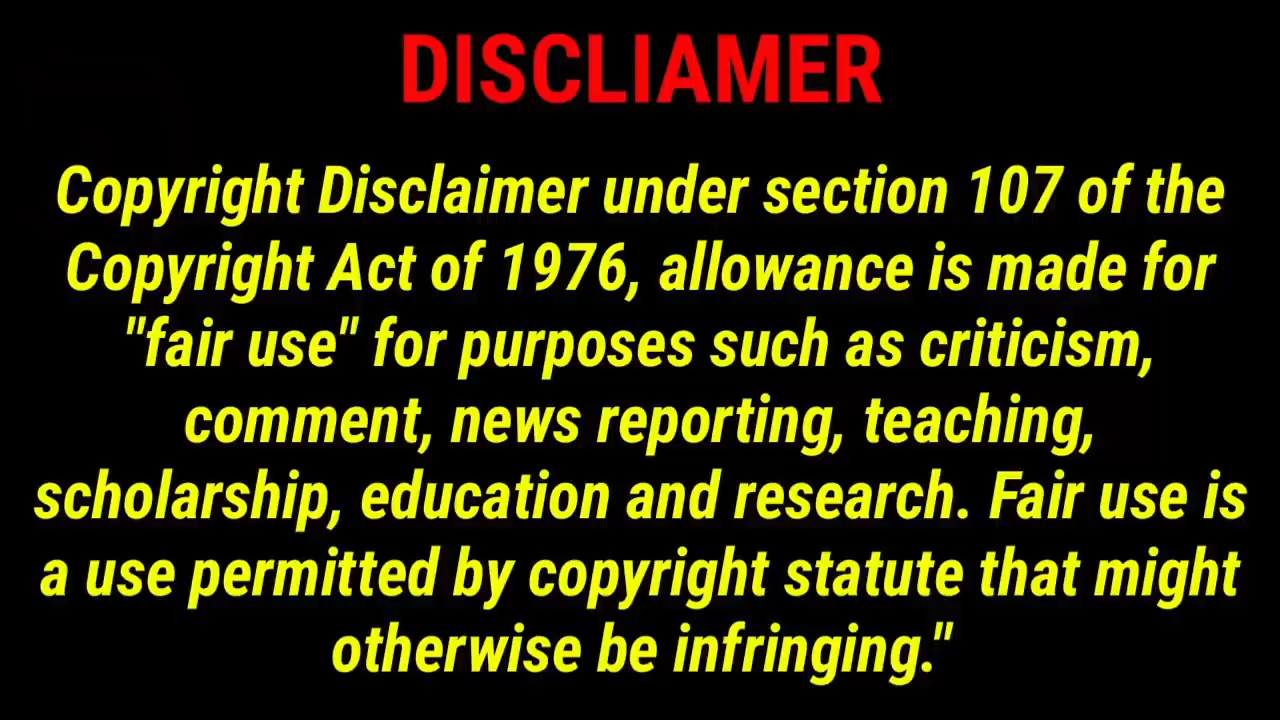 DISCLIAMER
Copyright Disclaimer under section 107 of the
Copyright Act of 1976, allowance is made for
"fair use" for purposes such as criticism,
comment, news reporting, teaching,
scholarship, education and research. Fair use is
a use permitted by copyright statute that might
otherwise be infringing."